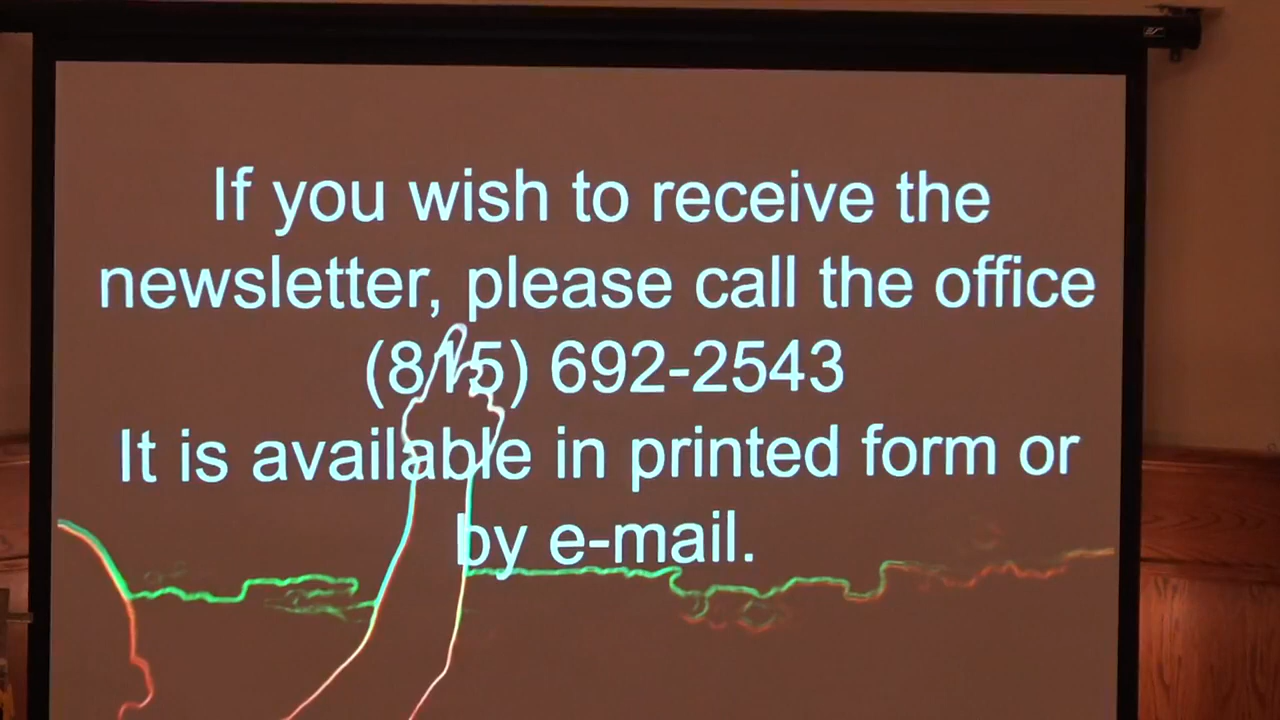 If you wish to receive the
newsletter, please call the office
(815) 692-2543
It is available in printed form or
by e-mail.